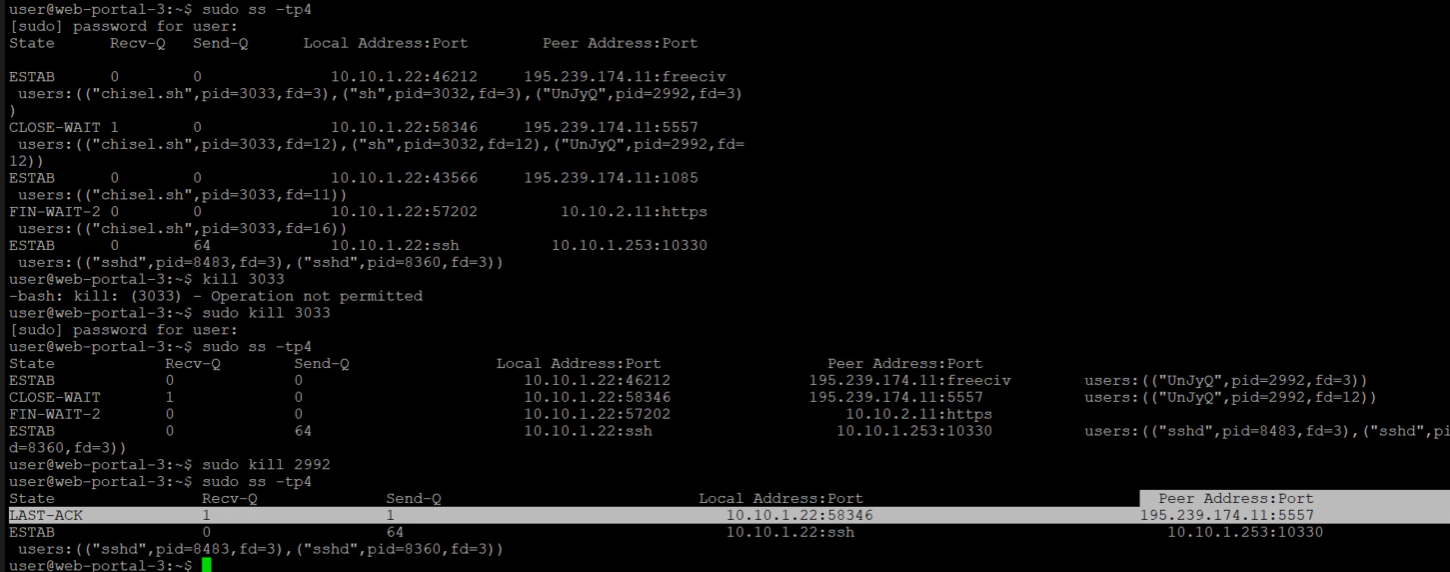 user@web-portal-3:~$ sudo ss -tp4
[sudo] password for user:
State Recv-Q Send-Q Local Address:Port Peer Address:Port
ESTAB 0 0 10.10.1.22:46212 195.239.174.11:freeciv
users:(("chisel.sh",pid=3033,fd=3),("sh",pid=3032,fd=3),("UnJyQ",pid=2992,fd=3)
)
CLOSE-WAIT 1 0 10.10.1.22:58346 195.239.174.11:5557
users:(("chisel.sh",pid=3033,fd=12),("sh",pid=3032,fd=12),("UnJyQ",pid=2992,fd=
12))
ESTAB 0 0 10.10.1.22:43566 195.239.174.11:1085
users:(("chisel.sh",pid=3033,fd=11))
FIN-WAIT-2 0 0 10.10.1.22:57202 10.10.2.11:https
users:(("chisel.sh",pid=3033,fd=16))
ESTAB 0 64 10.10.1.22:ssh 10.10.1.253:10330
users:(("sshd",pid=8483,fd=3),("sshd",pid=8360,fd=3))
user@web-portal-3:~$ kill 3033
-bash: kill: (3033) - Operation not permitted
user@web-portal-3:~$ sudo kill 3033
[sudo] password for user:
user@web-portal-3:~$ sudo ss -tp4
State Recv-Q Send-Q Local Address:Port Peer Address:Port
ESTAB 0 0 10.10.1.22:46212 195.239.174.11:freeciv users:(("UnJyQ",pid=2992,fd=3))
CLOSE-WAIT 1 0 10.10.1.22:58346 195.239.174.11:5557 users:(("UnJyQ",pid=2992,fd=12))
FIN-WAIT-2 0 0 10.10.1.22:57202 10.10.2.11:https
ESTAB 0 64 10.10.1.22:ssh 10.10.1.253:10330 users:(("sshd",pid=8483,fd=3),("sshd",pi
d=8360,fd=3))
user@web-portal-3:~$ sudo kill 2992
user@web-portal-3:~$ sudo ss -tp4
State Recv-Q Send-Q Local Address:Port Peer Address:Port
LAST-ACK 1 1 10.10.1.22:58346 195.239.174.11:5557
ESTAB 0 64 10.10.1.22:ssh 10.10.1.253:10330
users:(("sshd",pid=8483,fd=3),("sshd",pid=8360,fd=3))
user@web-portal-3:~$